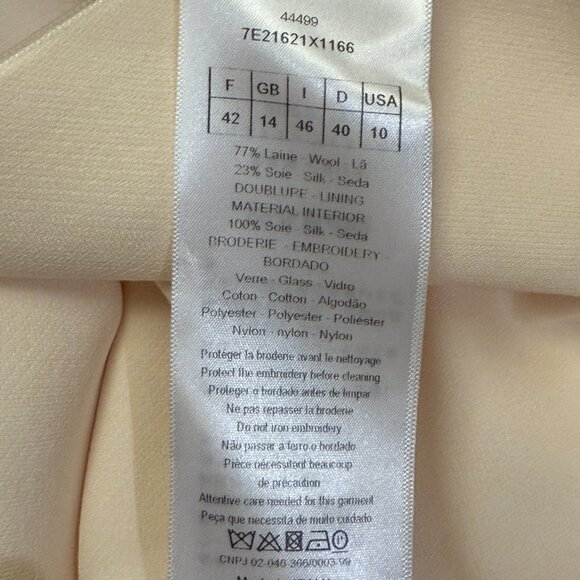 44499
7E21621X1166
F GB I D USA
42 14 46 40 10
77% Laine - Wool - Lã
23% Soie - Silk - Seda
DOUBLURE - LINING
MATERIAL INTERIOR
100% Soie - Silk - Seda
BRODERIE - EMBROIDERY -
BORDADO
Verre - Glass - Vidro
Coton - Cotton - Algodão
Polyester - Polyester - Poliéster
Nylon - nylon - Nylon
Protéger la broderie avant le nettoyage
Protect the embroidery before cleaning
Proteger o bordado antes de limpar
Ne pas repasser la broderie
Do not iron embroidery
Não passar a ferro o bordado
Pièce nécessitant beaucoup
de précaution
Attentive care needed for this garment
Peça que necessita de muito cuidado
CNPJ 02-046-366/0003-99